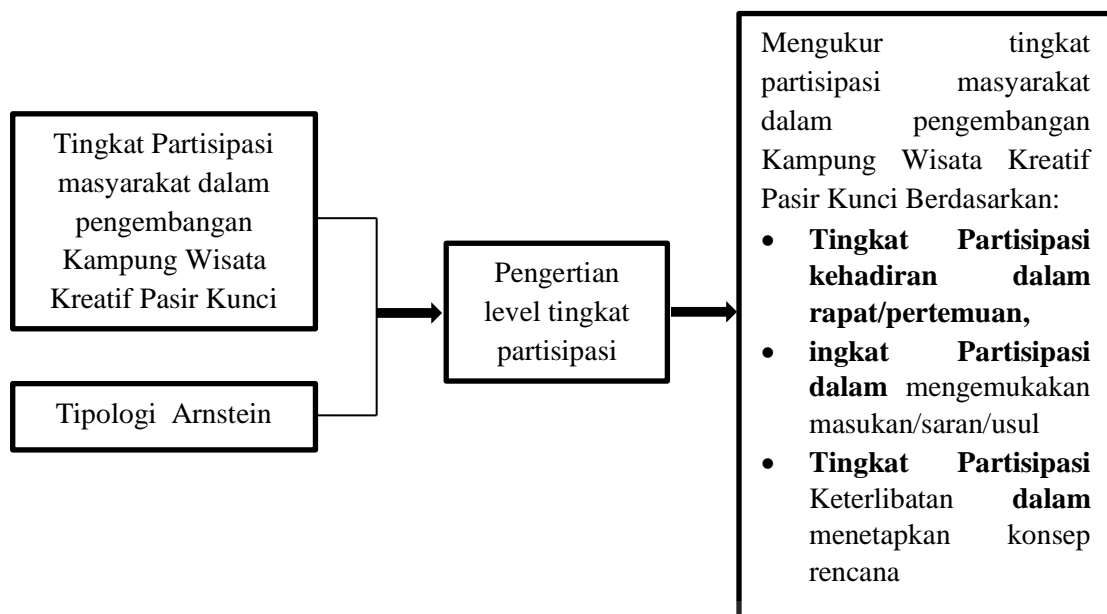 Tingkat Partisipasi
masyarakat dalam
pengembangan
Kampung Wisata
Kreatif Pasir Kunci
Tipologi Arnstein
Pengertian
level tingkat
partisipasi
Mengukur tingkat
partisipasi masyarakat
dalam pengembangan
Kampung Wisata Kreatif
Pasir Kunci Berdasarkan:
• Tingkat Partisipasi
kehadiran dalam
rapat/pertemuan,
• ingkat Partisipasi
dalam mengemukakan
masukan/saran/usul
• Tingkat Partisipasi
Keterlibatan dalam
menetapkan konsep
rencana